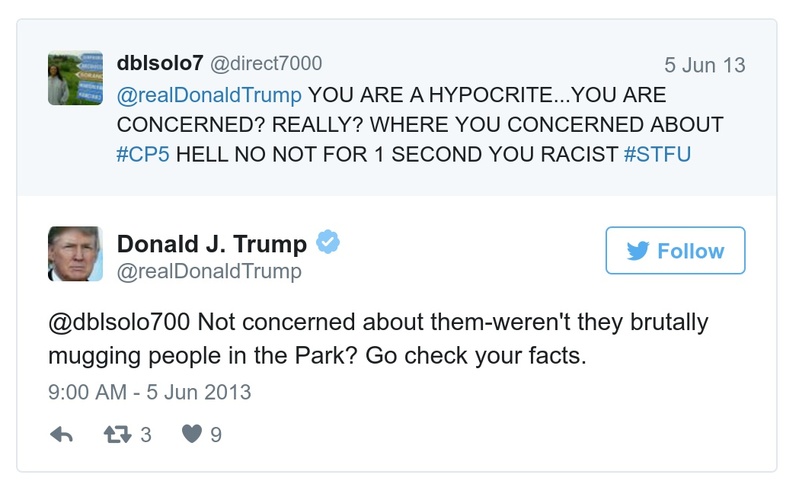 dblsolo7 @direct7000 5 Jun 13
@realDonaldTrump YOU ARE A HYPOCRITE...YOU ARE
CONCERNED? REALLY? WHERE YOU CONCERNED ABOUT
#CP5 HELL NO NOT FOR 1 SECOND YOU RACIST #STFU
Donald J. Trump
@realDonaldTrump
Follow
@dblsolo700 Not concerned about them-weren't they brutally
mugging people in the Park? Go check your facts.
9:00 AM - 5 Jun 2013
3 9